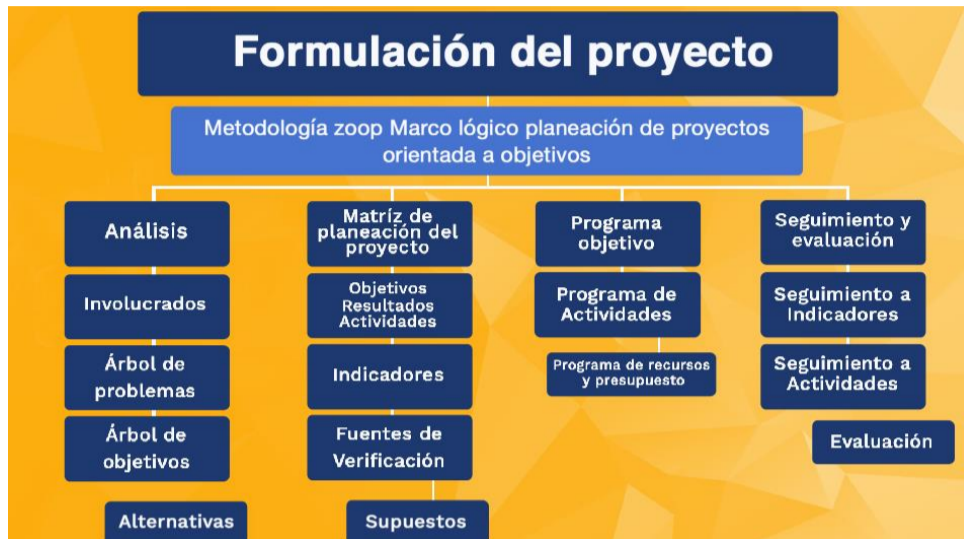 Formulación del proyecto
Metodología zoop Marco lógico planeación de proyectos
orientada a objetivos
Análisis
Involucrados
Árbol de
problemas
Árbol de
objetivos
Alternativas
Matríz de
planeación del
proyecto
Objetivos
Resultados
Actividades
Indicadores
Fuentes de
Verificación
Supuestos
Programa
objetivo
Programa de
Actividades
Programa de recursos
y presupuesto
Seguimiento y
evaluación
Seguimiento a
Indicadores
Seguimiento a
Actividades
Evaluación